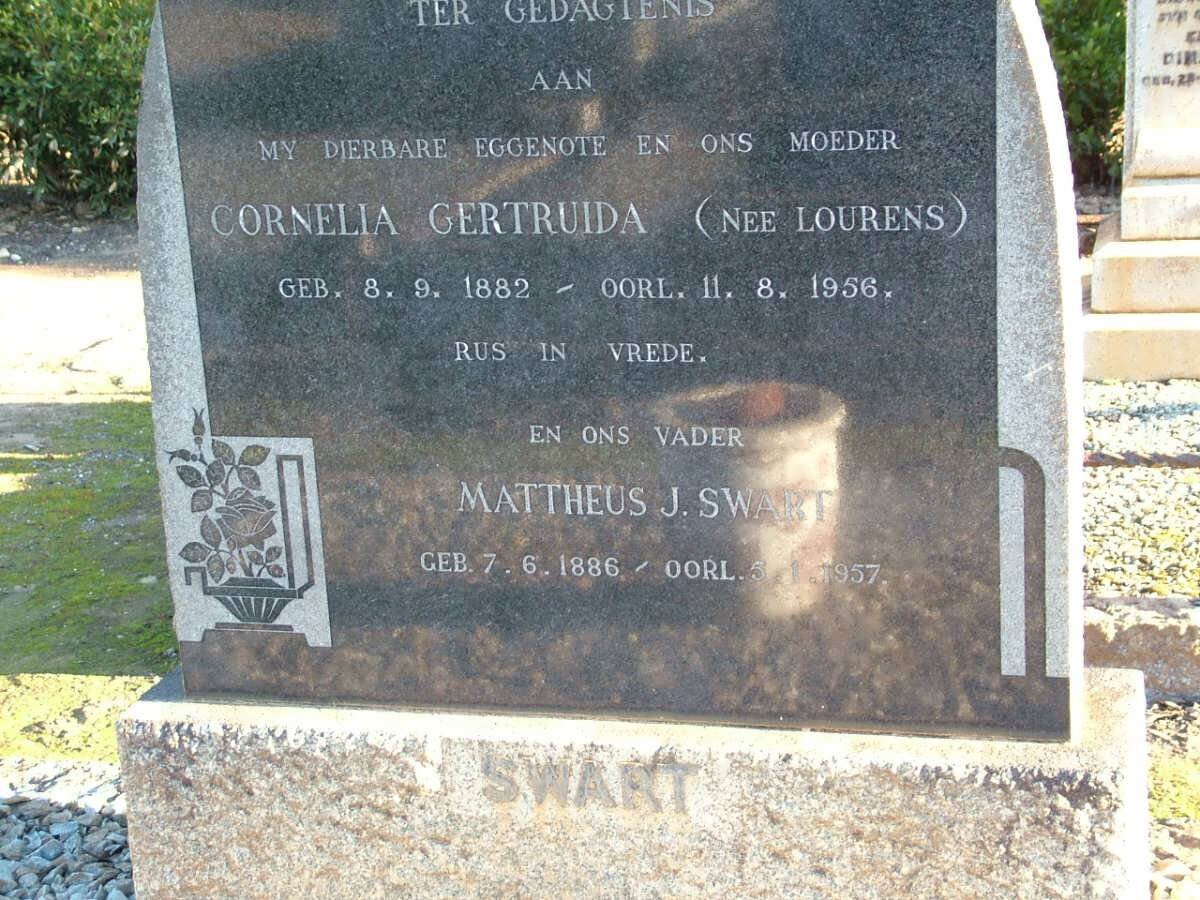 TER GEDAGTENIS
AAN
MY DIERBARE EGGENOTE EN ONS MOEDER
CORNELIA GERTRUIDA (NEE LOURENS)
GEB. 8. 9. 1882 - OORL. 11. 8. 1956.
RUS IN VREDE.
EN ONS VADER
MATTHEUS J. SWART
GEB. 7. 6. 1886 - OORL. 5. 1. 1957.
SWART